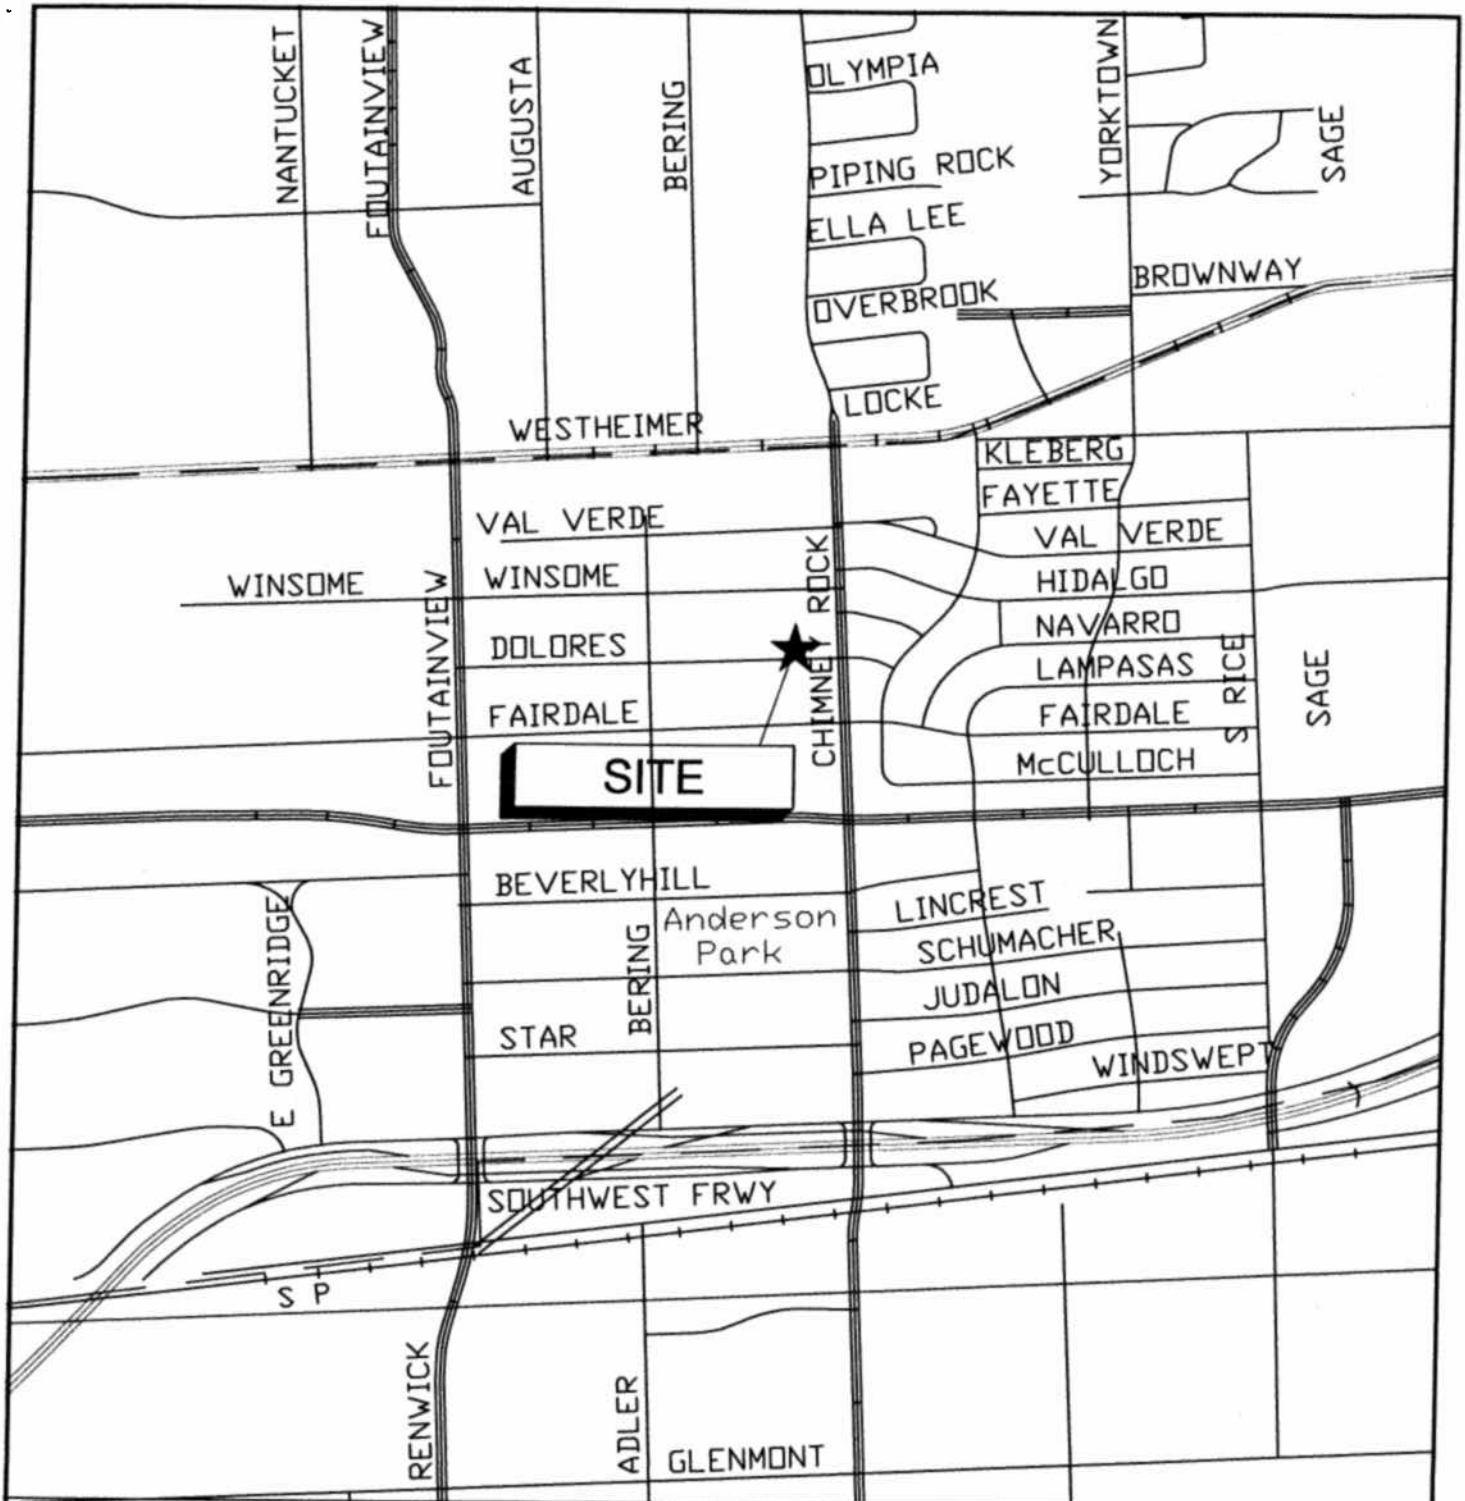 NANTUCKET
FOUTAINVIEW
AUGUSTA
BERING
OLYMPIA
YORKTOWN
SAGE
PIPING ROCK
ELLA LEE
BROWNWAY
OVERBROOK
LOCKE
WESTHEIMER
KLEBERG
FAYETTE
VAL VERDE
VAL VERDE
WINSOME
WINSOME
HIDALGO
FOUTAINVIEW
CHIMNEY ROCK
NAVARRO
DOLORES
LAMPASAS
S RICE
SAGE
FAIRDALE
FAIRDALE
McCULLOCH
SITE
BEVERLYHILL
LINCREST
Anderson
Park
SCHUMACHER
E GREENRIDGE
BERING
JUDALON
STAR
PAGEWOOD
WINDSWEPT
SOUTHWEST FRWY
S P
RENWICK
ADLER
GLENMONT